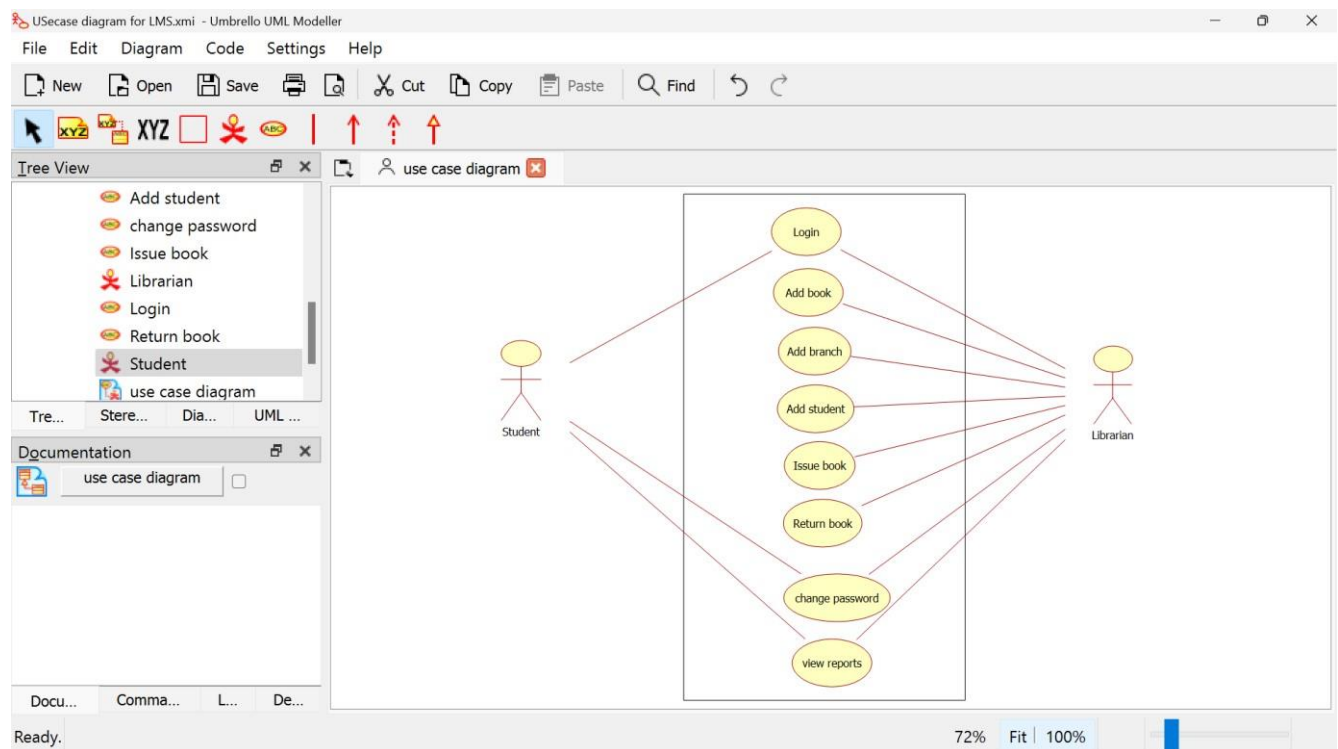 USecase diagram for LMS.xmi - Umbrello UML Modeller
File Edit Diagram Code Settings Help
New Open Save Cut Copy Paste Find
XYZ XYZ XYZ ABC
Tree View
use case diagram
Add student
change password
Issue book
Librarian
Login
Return book
Student
use case diagram
Tre... Stere... Dia... UML ...
Documentation
use case diagram
Docu... Comma... L... De...
Login
Add book
Add branch
Add student
Issue book
Return book
change password
view reports
Student
Librarian
Ready.
72% Fit 100%